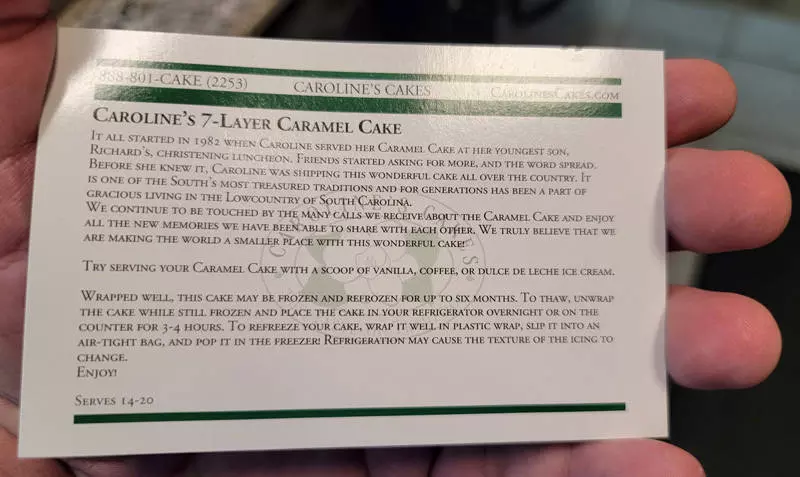 888-801-CAKE (2253) CAROLINE'S CAKES CAROLINESCAKES.COM
CAROLINE'S 7-LAYER CARAMEL CAKE
IT ALL STARTED IN 1982 WHEN CAROLINE SERVED HER CARAMEL CAKE AT HER YOUNGEST SON,
RICHARD'S, CHRISTENING LUNCHEON. FRIENDS STARTED ASKING FOR MORE, AND THE WORD SPREAD.
BEFORE SHE KNEW IT, CAROLINE WAS SHIPPING THIS WONDERFUL CAKE ALL OVER THE COUNTRY. IT
IS ONE OF THE SOUTH'S MOST TREASURED TRADITIONS AND FOR GENERATIONS HAS BEEN A PART OF
GRACIOUS LIVING IN THE LOWCOUNTRY OF SOUTH CAROLINA.
WE CONTINUE TO BE TOUCHED BY THE MANY CALLS WE RECEIVE ABOUT THE CARAMEL CAKE AND ENJOY
ALL THE NEW MEMORIES WE HAVE BEEN ABLE TO SHARE WITH EACH OTHER. WE TRULY BELIEVE THAT WE
ARE MAKING THE WORLD A SMALLER PLACE WITH THIS WONDERFUL CAKE!
TRY SERVING YOUR CARAMEL CAKE WITH A SCOOP OF VANILLA, COFFEE, OR DULCE DE LECHE ICE CREAM.
WRAPPED WELL, THIS CAKE MAY BE FROZEN AND REFROZEN FOR UP TO SIX MONTHS. TO THAW, UNWRAP
THE CAKE WHILE STILL FROZEN AND PLACE THE CAKE IN YOUR REFRIGERATOR OVERNIGHT OR ON THE
COUNTER FOR 3-4 HOURS. TO REFREEZE YOUR CAKE, WRAP IT WELL IN PLASTIC WRAP, SLIP IT INTO AN
AIR-TIGHT BAG, AND POP IT IN THE FREEZER! REFRIGERATION MAY CAUSE THE TEXTURE OF THE ICING TO
CHANGE.
ENJOY!
SERVES 14-20